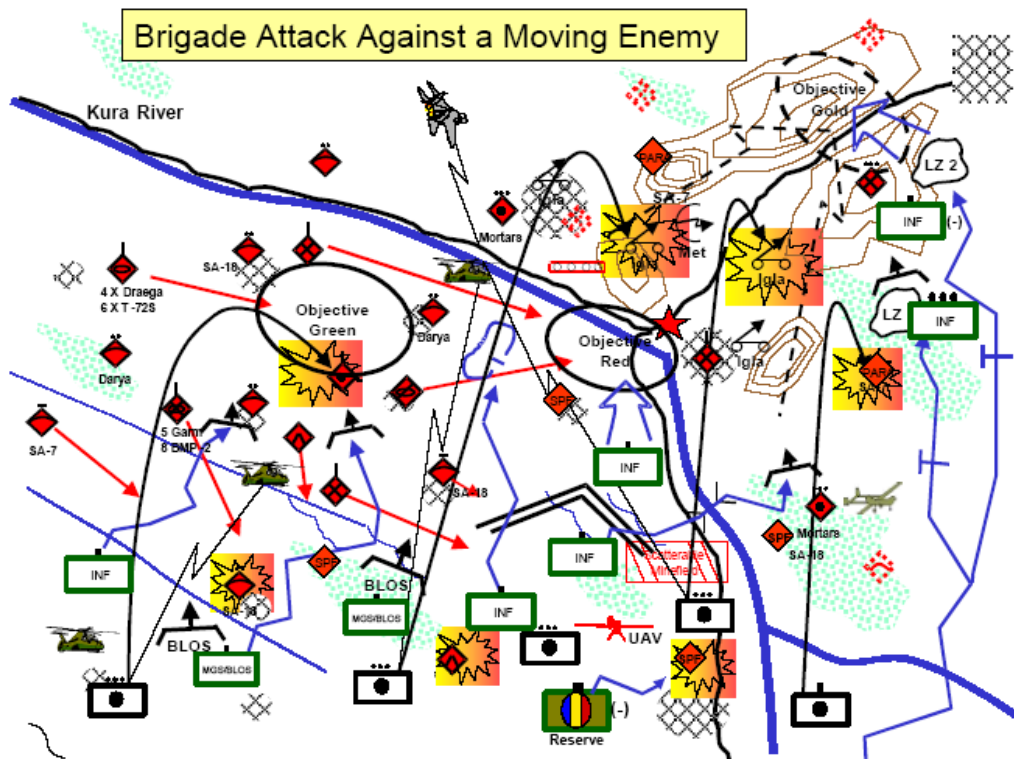 Brigade Attack Against a Moving Enemy
Kura River
Objective
Gold
PARA
LZ 2
Igla
SA-7
INF
(-)
Mortars
Met
Igla
Igla
SA-18
4 X Draega
6 X T-72S
Objective
Green
Darya
Objective
Red
Igla
LZ
INF
Darya
PARA
SPF
5 Garm
8 BMP-2
SA-7
INF
SA-18
Mortars
SPF
SA-18
INF
SPF
BLOS
INF
Scatterable
Minefield
SA-18
MGS/BLOS
INF
BLOS
UAV
MGS/BLOS
SPF
(-)
Reserve